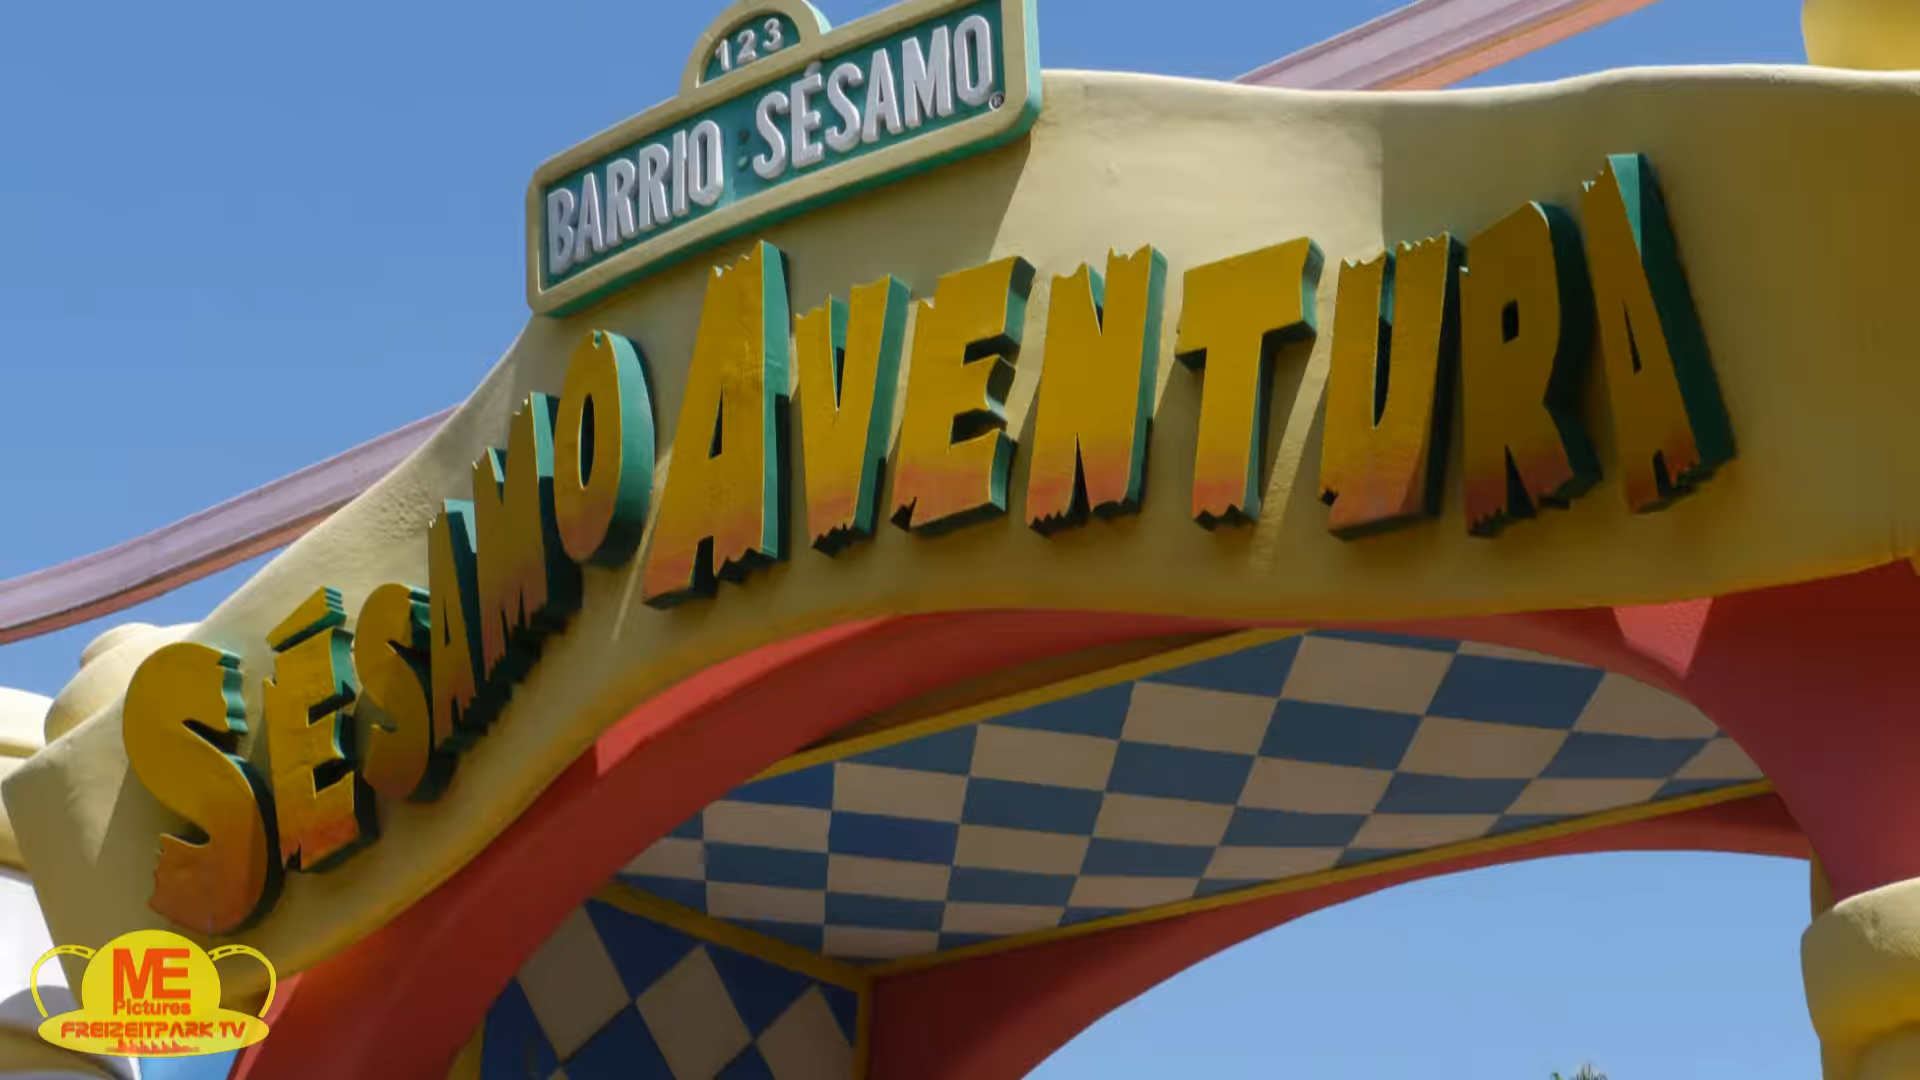 123
BARRIO SÉSAMO®
SÉSAMO AVENTURA
ME
Pictures
FREIZEITPARK TV